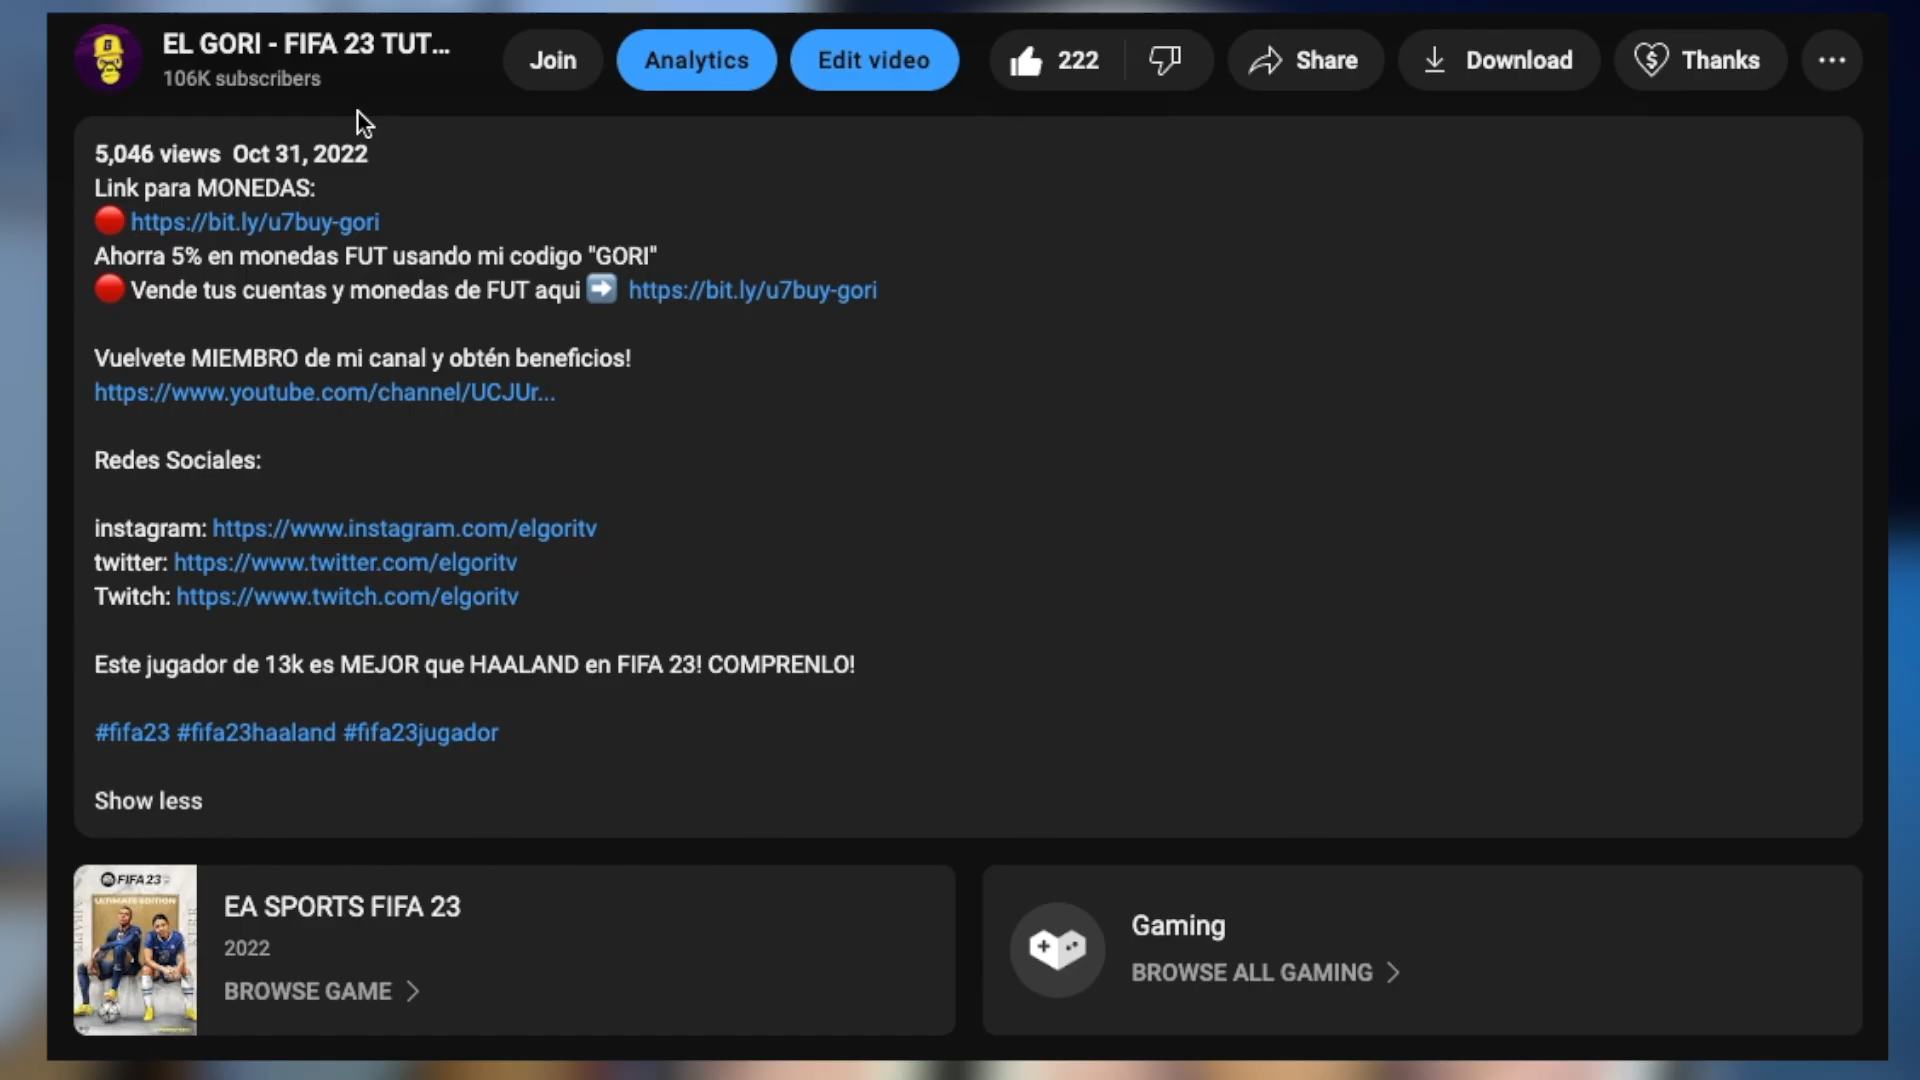 EL GORI - FIFA 23 TUT...
106K subscribers
Join
Analytics
Edit video
222
Share
Download
Thanks
5,046 views Oct 31, 2022
Link para MONEDAS:
https://bit.ly/u7buy-gori
Ahorra 5% en monedas FUT usando mi codigo "GORI"
Vende tus cuentas y monedas de FUT aqui ➡️ https://bit.ly/u7buy-gori
Vuelvete MIEMBRO de mi canal y obtén beneficios!
https://www.youtube.com/channel/UCJUr...
Redes Sociales:
instagram: https://www.instagram.com/elgoritv
twitter: https://www.twitter.com/elgoritv
Twitch: https://www.twitch.com/elgoritv
Este jugador de 13k es MEJOR que HAALAND en FIFA 23! COMPRENLO!
#fifa23 #fifa23haaland #fifa23jugador
Show less
FIFA 23
ULTIMATE EDITION
EA SPORTS FIFA 23
2022
BROWSE GAME
Gaming
BROWSE ALL GAMING